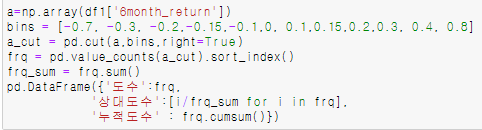 a=np.array(df1['6month_return'])
bins = [-0.7, -0.3, -0.2,-0.15,-0.1,0, 0.1,0.15,0.2,0.3, 0.4, 0.8]
a_cut = pd.cut(a,bins,right=True)
frq = pd.value_counts(a_cut).sort_index()
frq_sum = frq.sum()
pd.DataFrame({'도수':frq,
'상대도수':[i/frq_sum for i in frq],
'누적도수' : frq.cumsum()})